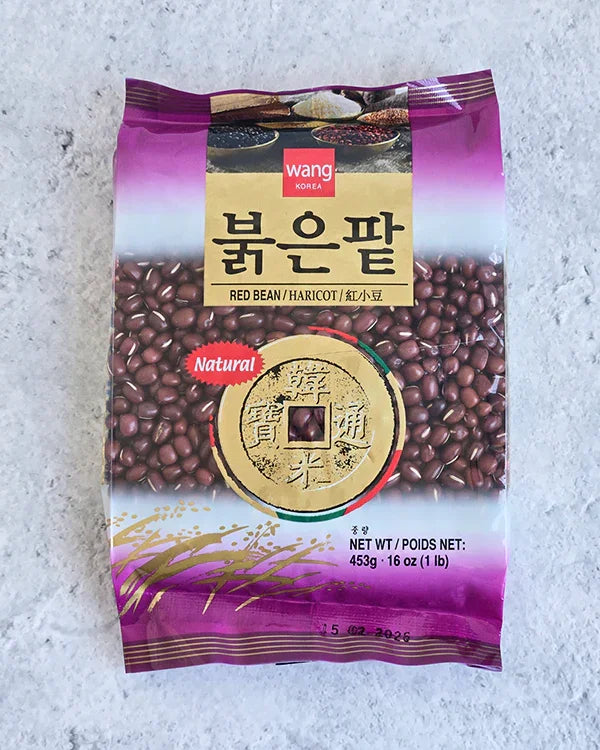 wang
KOREA
붉은팥
RED BEAN / HARICOT / 紅小豆
Natural
韓
寶 通
米
중량
NET WT / POIDS NET:
453g · 16 oz (1 lb)